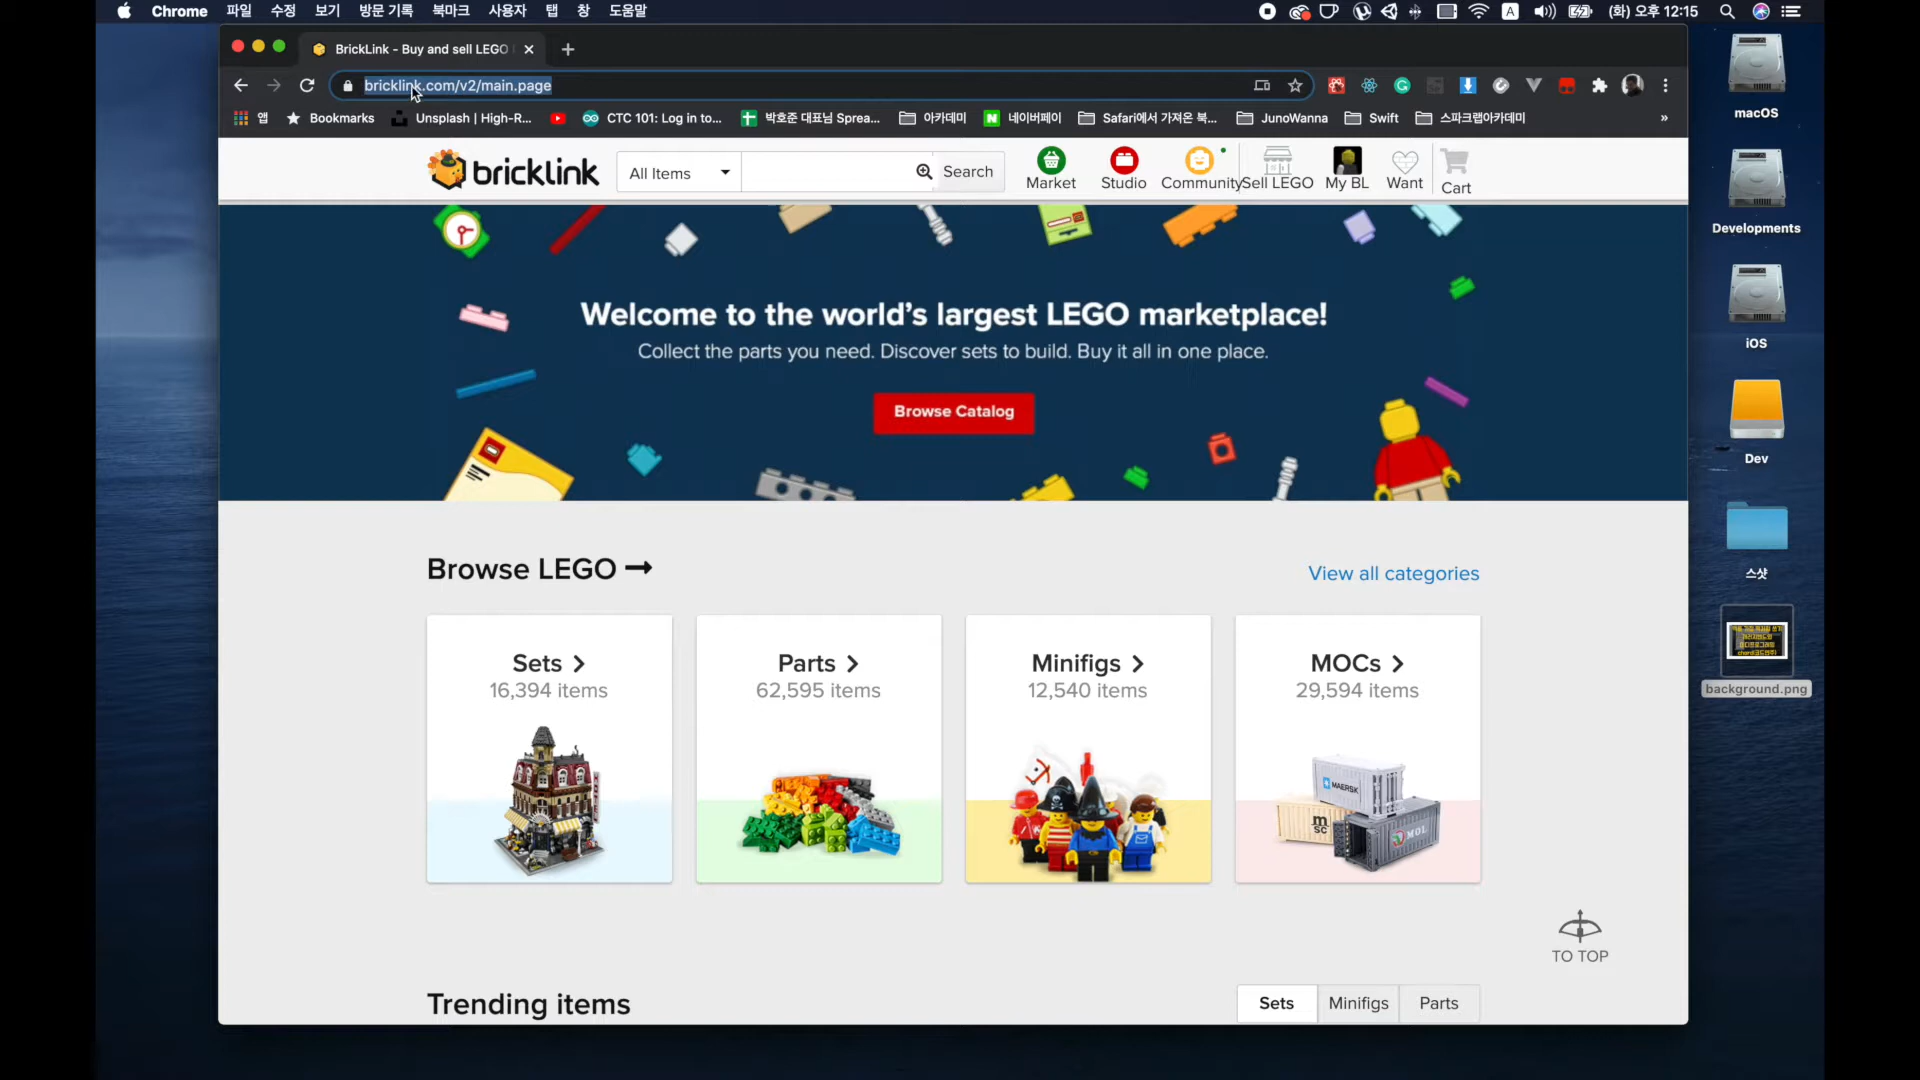 Chrome 파일 수정 보기 방문 기록 북마크 사용자 탭 창 도움말
A (화) 오후 12:15
BrickLink - Buy and sell LEGO
bricklink.com/v2/main.page
앱 Bookmarks Unsplash | High-R... CTC 101: Log in to... 박호준 대표님 Sprea... 아카데미 N 네이버페이 Safari에서 가져온 북... JunoWanna Swift 스파크랩아카데미 »
bricklink All Items Search Market Studio Community Sell LEGO My BL Want Cart
Welcome to the world's largest LEGO marketplace!
Collect the parts you need. Discover sets to build. Buy it all in one place.
Browse Catalog
Browse LEGO
View all categories
Sets
16,394 items
Parts
62,595 items
Minifigs
12,540 items
MOCs
29,594 items
MAERSK
m
sc
MOL
TO TOP
Trending items
Sets Minifigs Parts
macOS
Developments
iOS
Dev
스샷
background.png